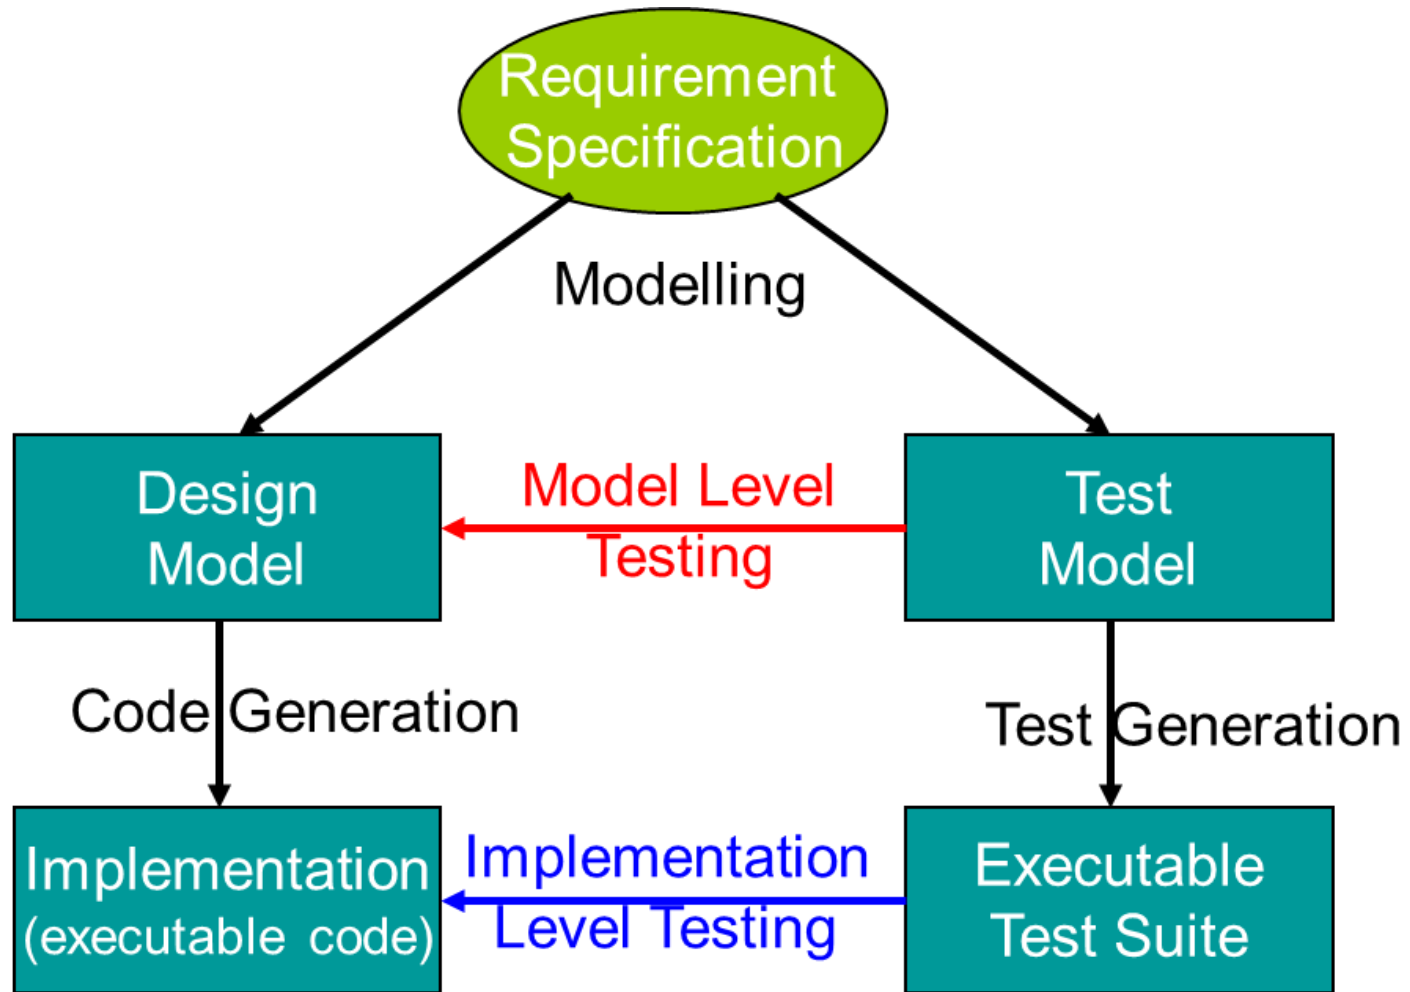 Requirement
Specification
Modelling
Design
Model
Model Level
Testing
Test
Model
Code Generation
Test Generation
Implementation
(executable code)
Implementation
Level Testing
Executable
Test Suite